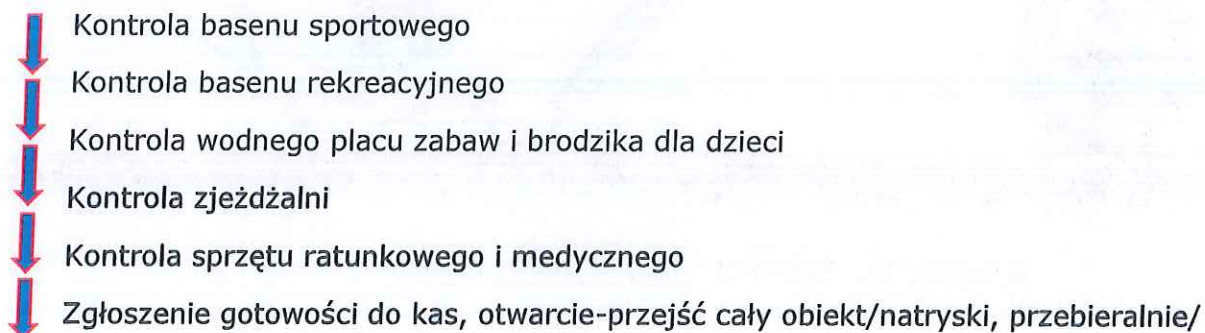 Kontrola basenu sportowego
Kontrola basenu rekreacyjnego
Kontrola wodnego placu zabaw i brodzika dla dzieci
Kontrola zjeżdżalni
Kontrola sprzętu ratunkowego i medycznego
Zgłoszenie gotowości do kas, otwarcie-przejść cały obiekt/natryski, przebieralnie/